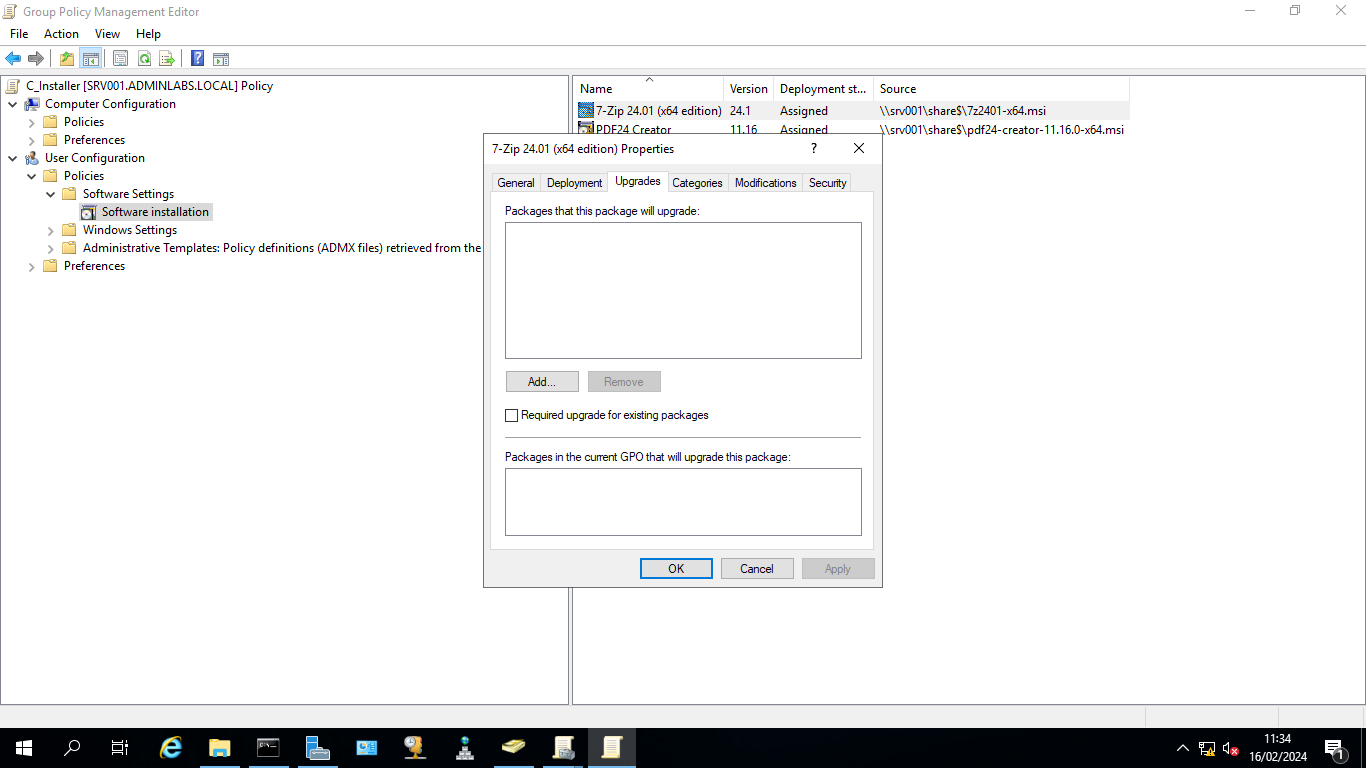 Group Policy Management Editor
File Action View Help
C_Installer [SRV001.ADMINLABS.LOCAL] Policy
Computer Configuration
Policies
Preferences
User Configuration
Policies
Software Settings
Software installation
Windows Settings
Administrative Templates: Policy definitions (ADMX files) retrieved from the
Preferences
Name Version Deployment st... Source
7-Zip 24.01 (x64 edition) 24.1 Assigned \\srv001\share$\7z2401-x64.msi
PDF24 Creator 11.16 Assigned \\srv001\share$\pdf24-creator-11.16.0-x64.msi
7-Zip 24.01 (x64 edition) Properties
General Deployment Upgrades Categories Modifications Security
Packages that this package will upgrade:
Add... Remove
Required upgrade for existing packages
Packages in the current GPO that will upgrade this package:
OK Cancel Apply
11:34
16/02/2024
1